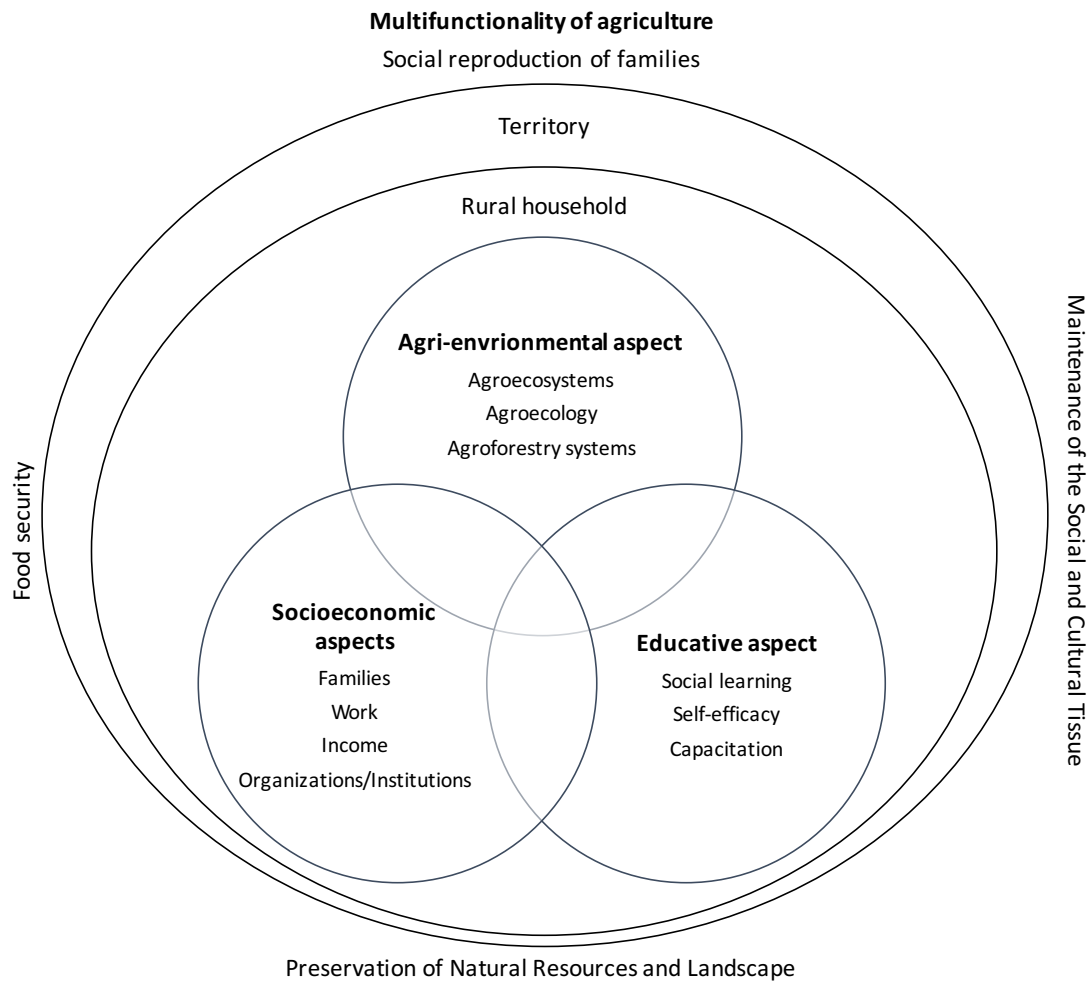 Multifunctionality of agriculture
Social reproduction of families
Territory
Rural household
Agri-envrionmental aspect
Agroecosystems
Agroecology
Agroforestry systems
Food security
Maintenance of the Social and Cultural Tissue
Socioeconomic
aspects
Families
Work
Income
Organizations/Institutions
Educative aspect
Social learning
Self-efficacy
Capacitation
Preservation of Natural Resources and Landscape